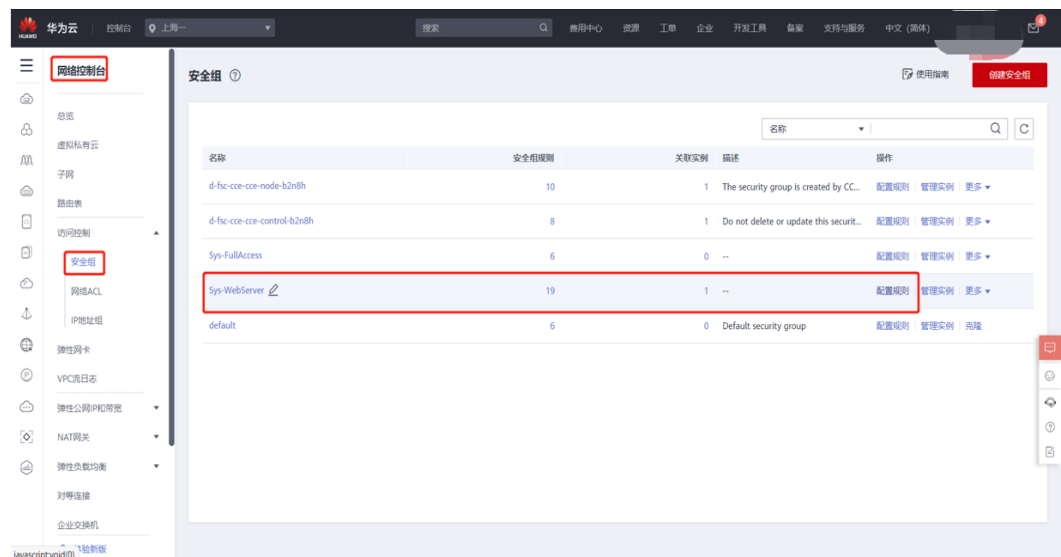 HUAWEI 华为云 控制台 上海一 搜索 费用中心 资源 工单 企业 开发工具 备案 支持与服务 中文 (简体) 4
网络控制台
总览
虚拟私有云
子网
路由表
访问控制
安全组
网络ACL
IP地址组
弹性网卡
VPC流日志
弹性公网IP和带宽
NAT网关
弹性负载均衡
对等连接
企业交换机
体验新版
javascript:void(0)
安全组 使用指南 创建安全组
名称
名称 安全组规则 关联实例 描述 操作
d-fsc-cce-cce-node-b2n8h 10 1 The security group is created by CC... 配置规则 管理实例 更多
d-fsc-cce-cce-control-b2n8h 8 1 Do not delete or update this securit... 配置规则 管理实例 更多
Sys-FullAccess 6 0 -- 配置规则 管理实例 更多
Sys-WebServer 19 1 -- 配置规则 管理实例 更多
default 6 0 Default security group 配置规则 管理实例 克隆